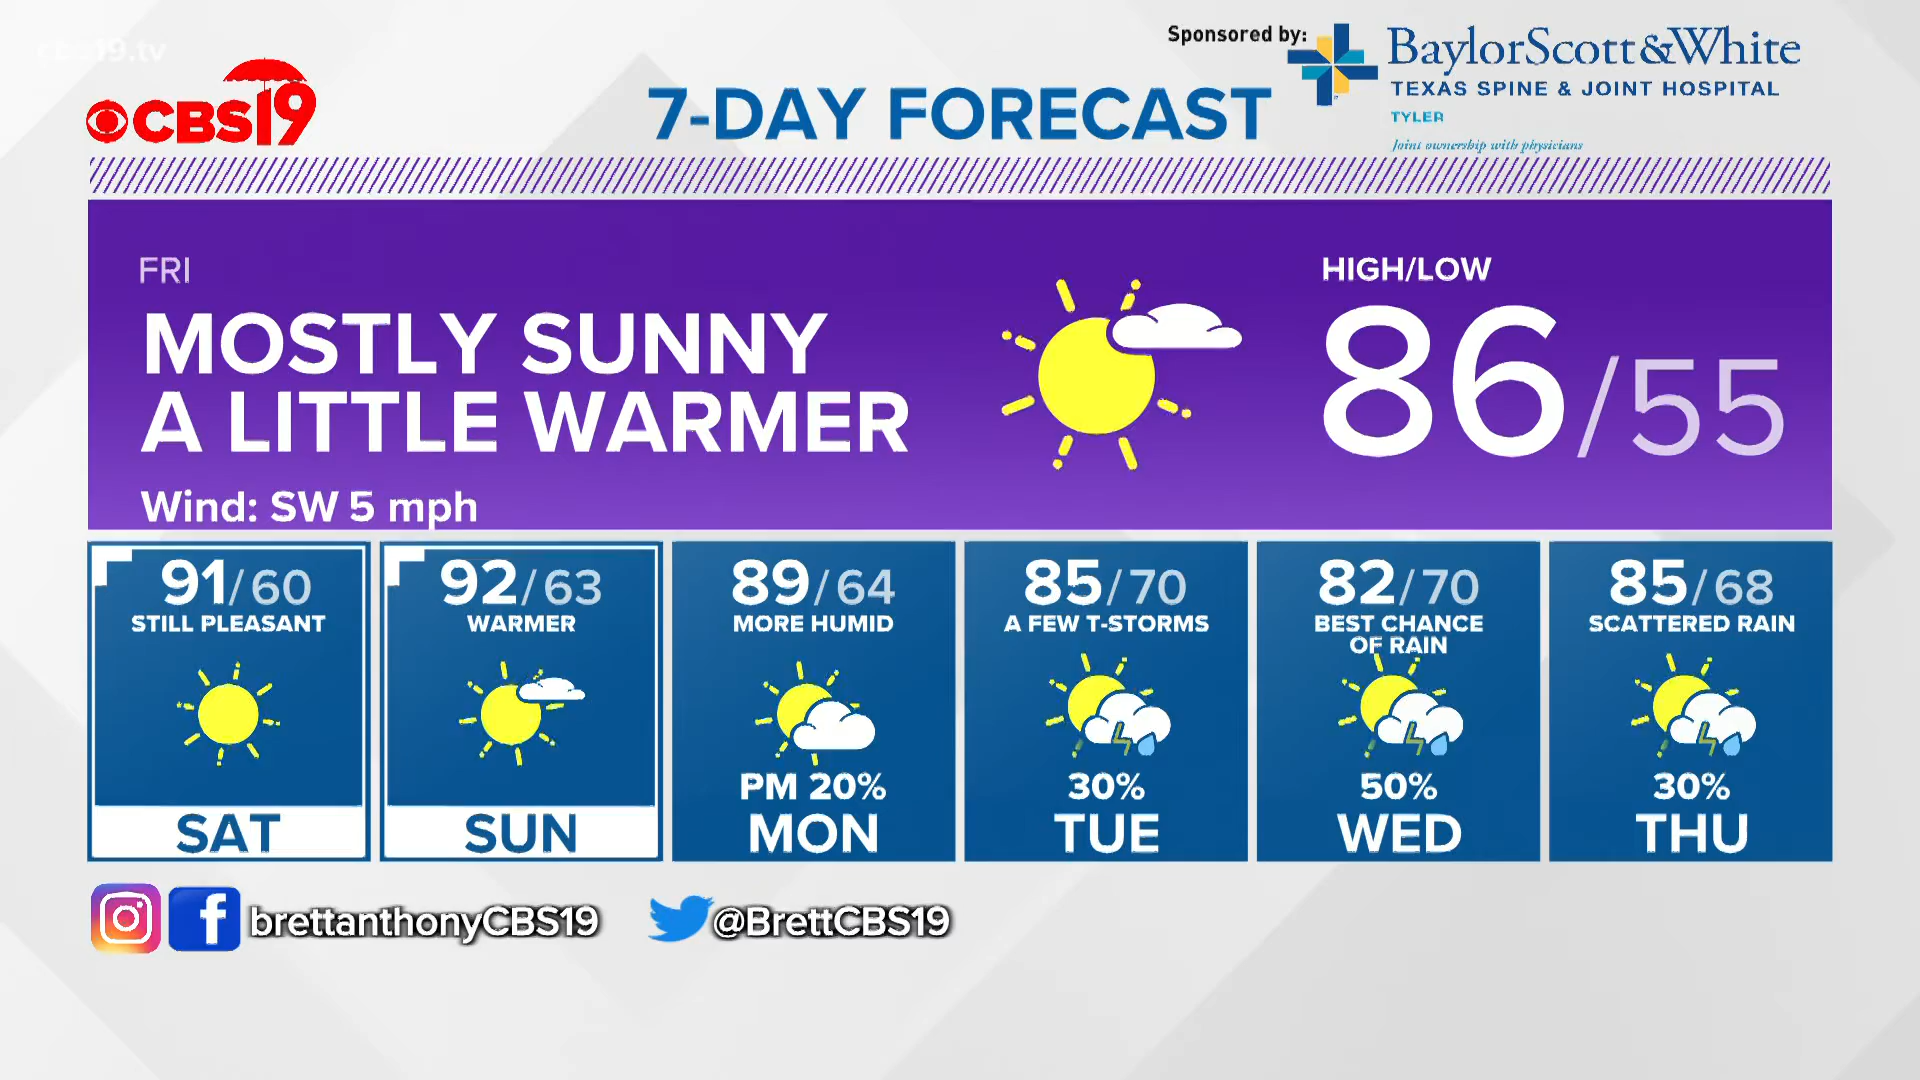 cbs19.tv
CBS19
7-DAY FORECAST
Sponsored by:
BaylorScott&White
TEXAS SPINE & JOINT HOSPITAL
TYLER
Joint ownership with physicians
FRI
MOSTLY SUNNY
A LITTLE WARMER
Wind: SW 5 mph
HIGH/LOW
86/55
91/60
STILL PLEASANT
SAT
92/63
WARMER
SUN
89/64
MORE HUMID
PM 20%
MON
85/70
A FEW T-STORMS
30%
TUE
82/70
BEST CHANCE
OF RAIN
50%
WED
85/68
SCATTERED RAIN
30%
THU
brettanthonyCBS19
@BrettCBS19